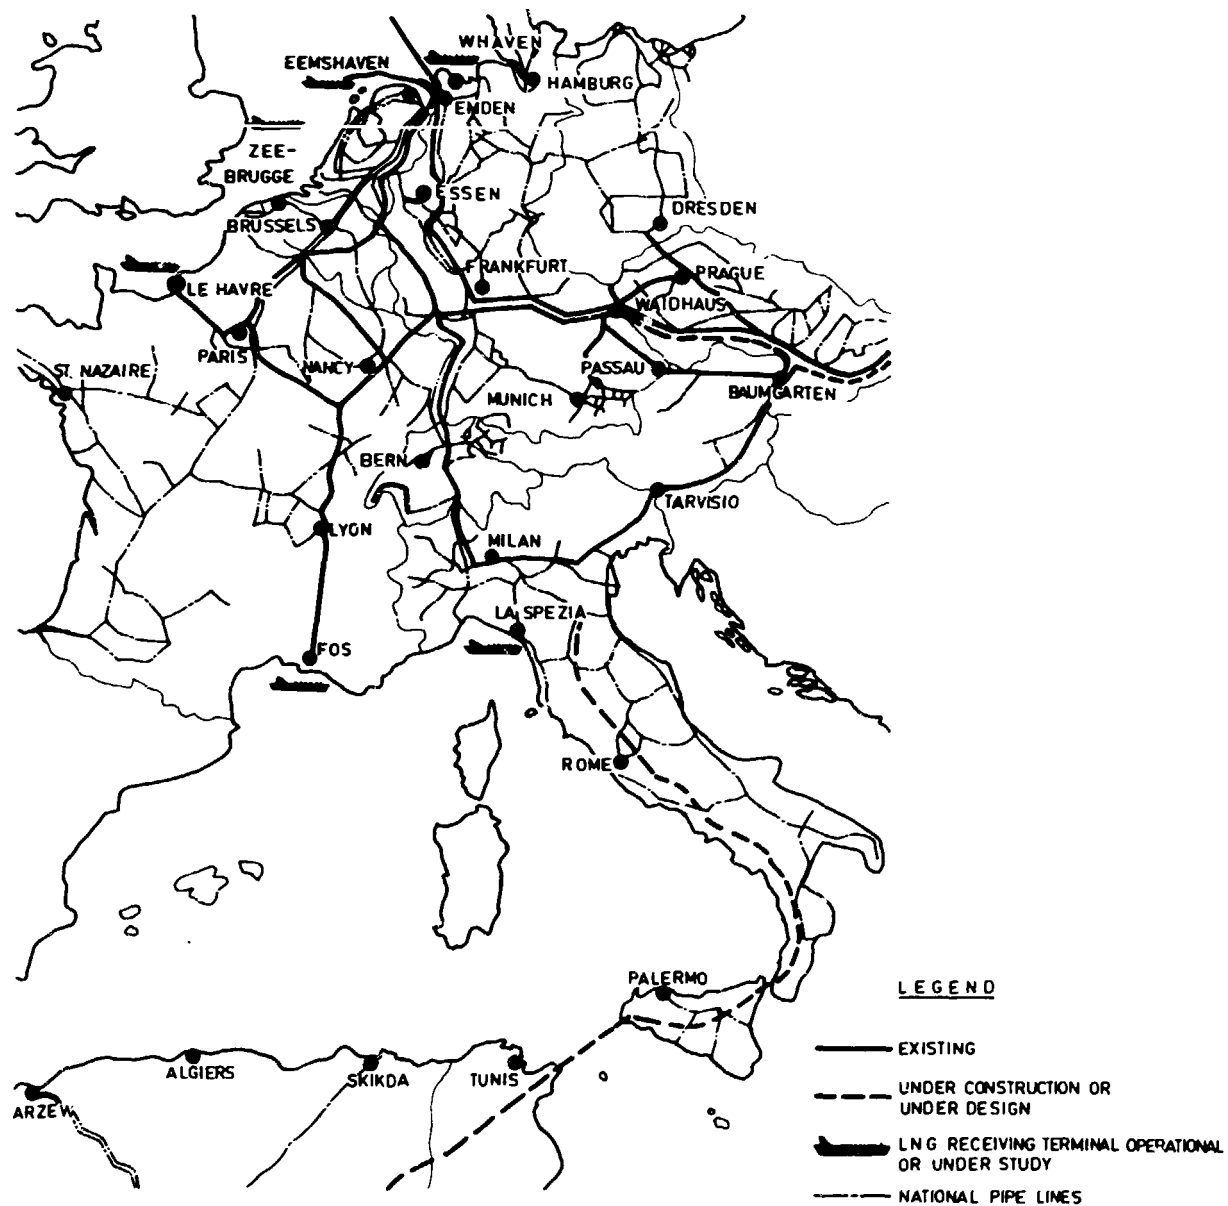 WHAVEN
EEMSHAVEN
HAMBURG
EMDEN
ZEE-
BRUGGE
ESSEN
DRESDEN
BRUSSELS
FRANKFURT
PRAGUE
LE HAVRE
WAIDHAUS
PARIS
NANCY
PASSAU
ST. NAZAIRE
MUNICH
BAUMGARTEN
BERN
TARVISIO
LYON
MILAN
LA SPEZIA
FOS
ROME
PALERMO
LEGEND
EXISTING
ALGIERS
SKIKDA
TUNIS
ARZEW
UNDER CONSTRUCTION OR
UNDER DESIGN
LNG RECEIVING TERMINAL OPERATIONAL
OR UNDER STUDY
NATIONAL PIPE LINES